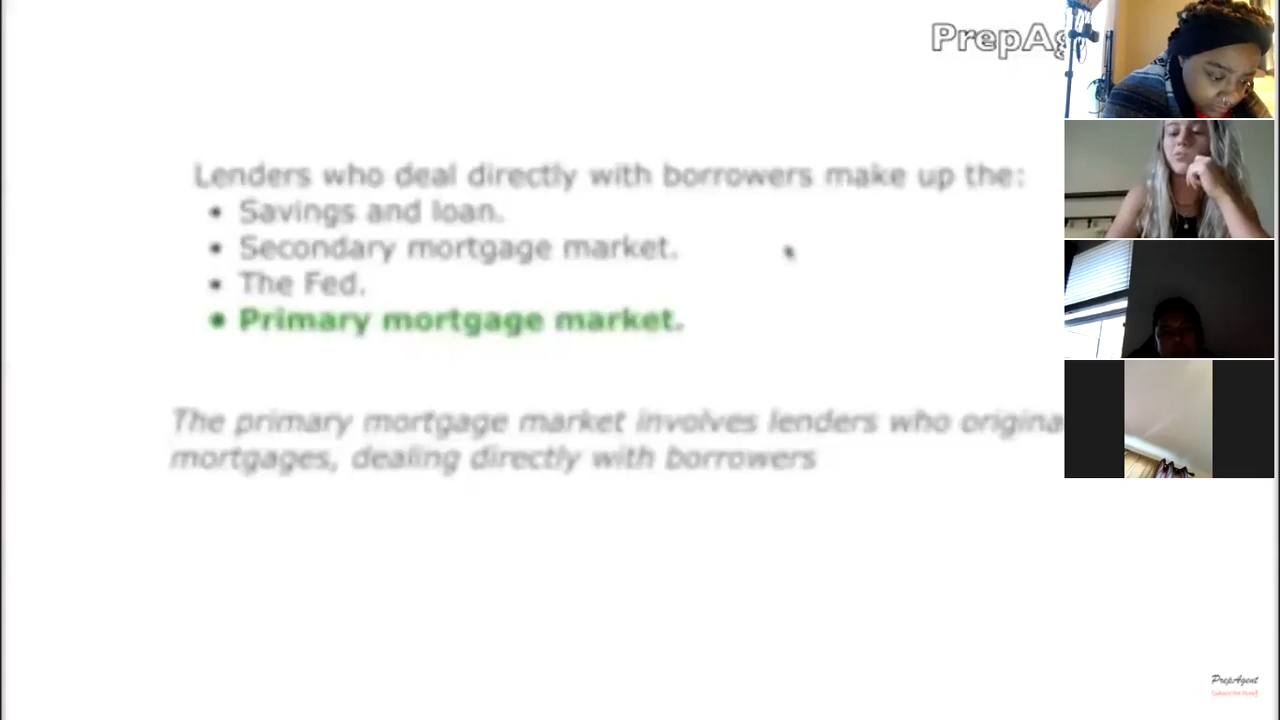 PrepAg
Lenders who deal directly with borrowers make up the:
• Savings and loan.
• Secondary mortgage market.
• The Fed.
• Primary mortgage market.
The primary mortgage market involves lenders who origina
mortgages, dealing directly with borrowers
PrepAgent